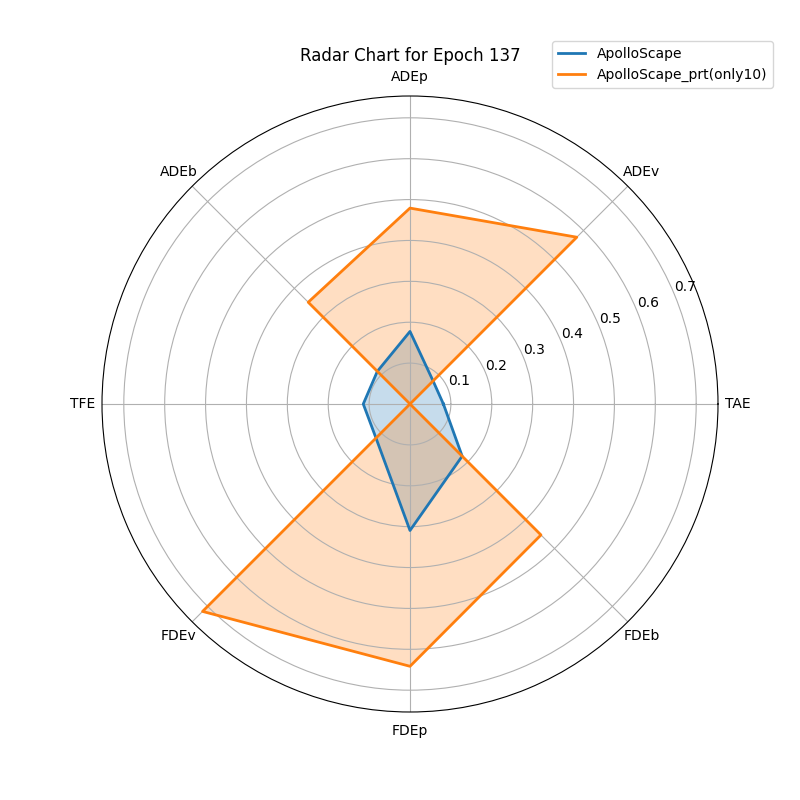 Radar Chart for Epoch 137
ApolloScape
ApolloScape_prt(only10)
ADEp
ADEb
ADEv
0.7
0.6
0.5
0.4
0.3
0.2
0.1
TFE
TAE
FDEv
FDEb
FDEp